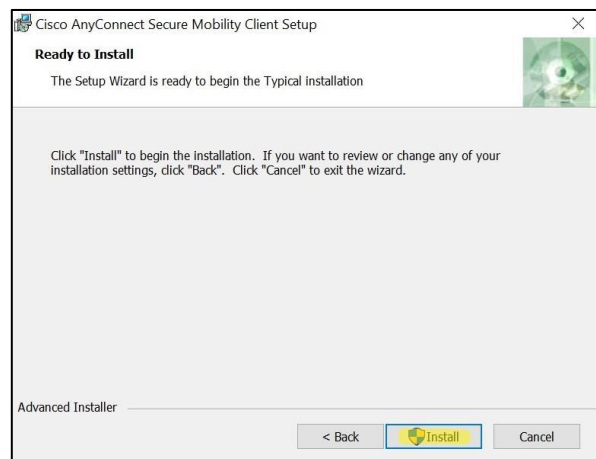 Cisco AnyConnect Secure Mobility Client Setup
Ready to Install
The Setup Wizard is ready to begin the Typical installation
Click "Install" to begin the installation. If you want to review or change any of your
installation settings, click "Back". Click "Cancel" to exit the wizard.
Advanced Installer
< Back Install Cancel